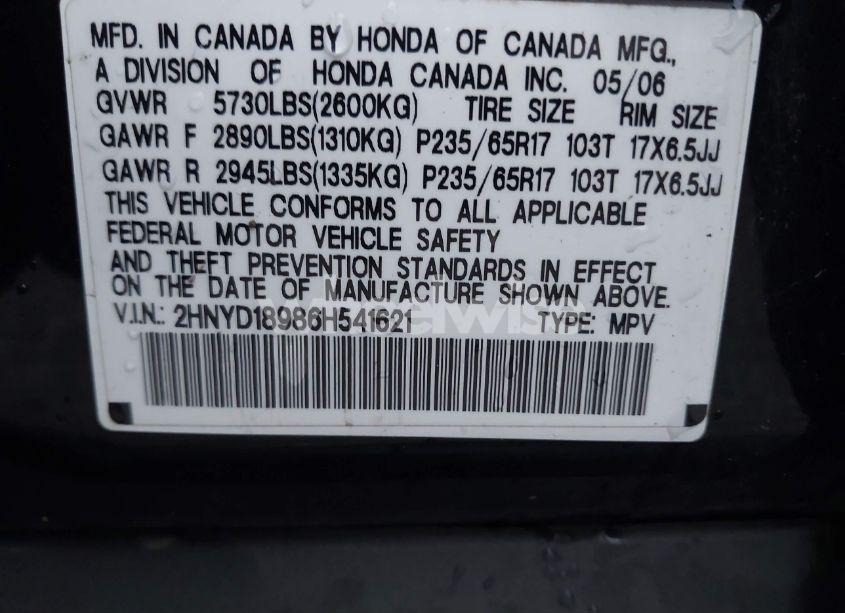 MFD. IN CANADA BY HONDA OF CANADA MFG.,
A DIVISION OF HONDA CANADA INC. 05/06
GVWR 5730LBS(2600KG) TIRE SIZE RIM SIZE
GAWR F 2890LBS(1310KG) P235/65R17 103T 17X6.5JJ
GAWR R 2945LBS(1335KG) P235/65R17 103T 17X6.5JJ
THIS VEHICLE CONFORMS TO ALL APPLICABLE
FEDERAL MOTOR VEHICLE SAFETY
AND THEFT PREVENTION STANDARDS IN EFFECT
ON THE DATE OF MANUFACTURE SHOWN ABOVE.
V.I.N.: 2HNYD18986H541621 TYPE: MPV